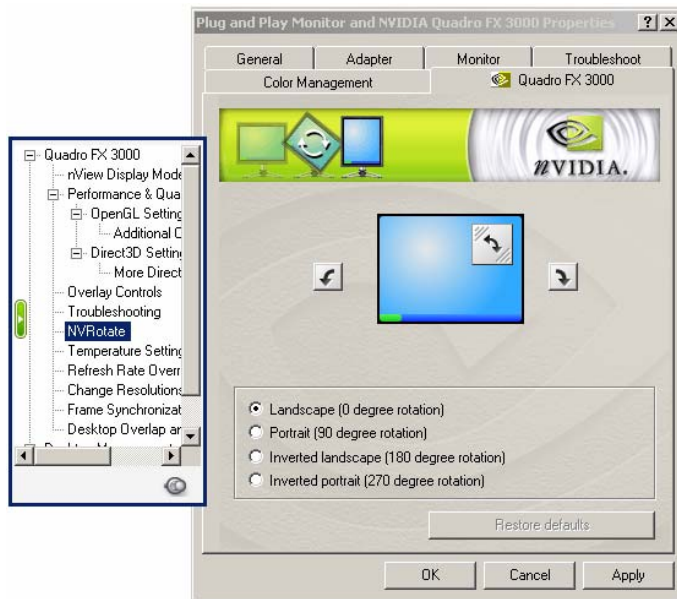 Plug and Play Monitor and NVIDIA Quadro FX 3000 Properties
General Adapter Monitor Troubleshoot
Color Management Quadro FX 3000
NVIDIA.
Quadro FX 3000
nView Display Mode
Performance & Qua
OpenGL Setting
Additional
Direct3D Setting
More Direct
Overlay Controls
Troubleshooting
NVRotate
Temperature Setting
Refresh Rate Overr
Change Resolutions
Frame Synchronizat
Desktop Overlap ar
Landscape (0 degree rotation)
Portrait (90 degree rotation)
Inverted landscape (180 degree rotation)
Inverted portrait (270 degree rotation)
Restore defaults
OK Cancel Apply